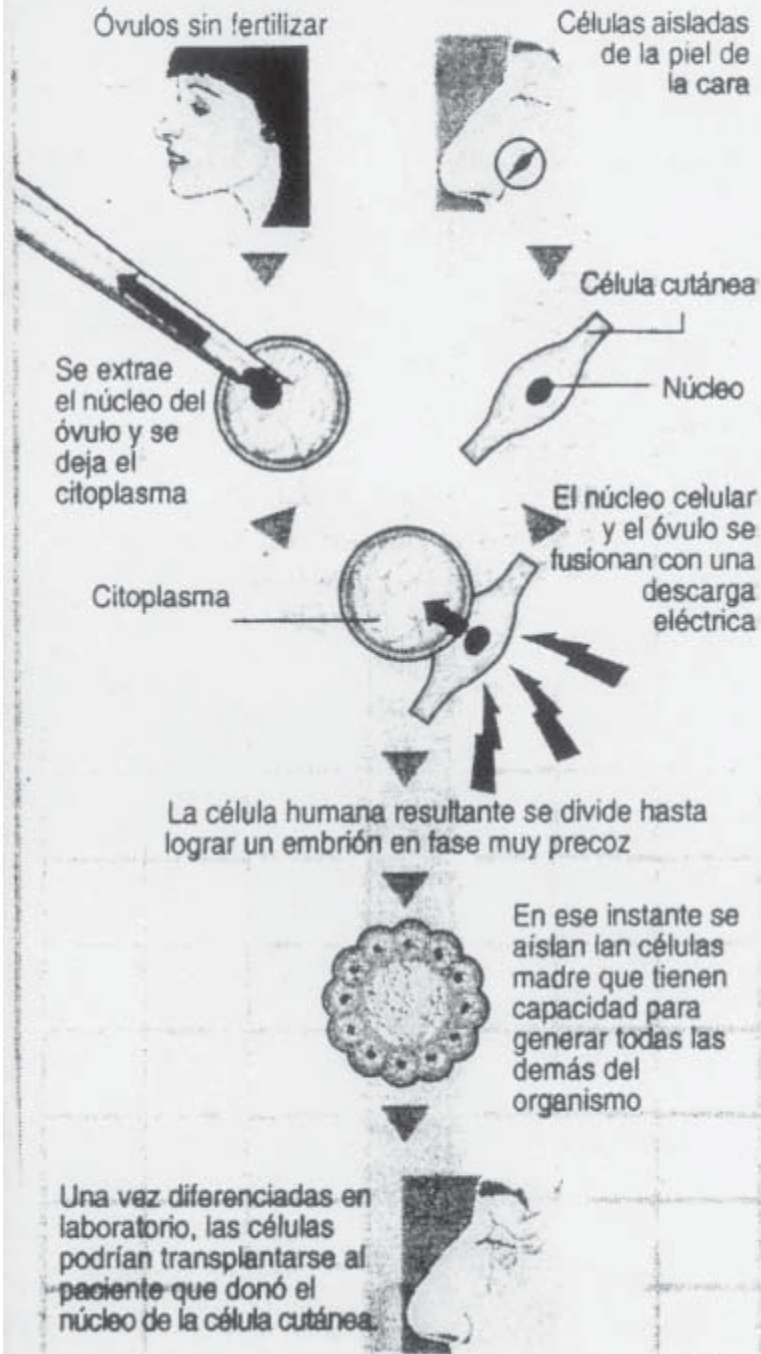 Óvulos sin fertilizar
Células aisladas
de la piel de
la cara
Célula cutánea
Núcleo
Se extrae
el núcleo del
óvulo y se
deja el
citoplasma
El núcleo celular
y el óvulo se
fusionan con una
descarga
eléctrica
Citoplasma
La célula humana resultante se divide hasta
lograr un embrión en fase muy precoz
En ese instante se
aíslan lan células
madre que tienen
capacidad para
generar todas las
demás del
organismo
Una vez diferenciadas en
laboratorio, las células
podrían transplantarse al
paciente que donó el
núcleo de la célula cutánea.